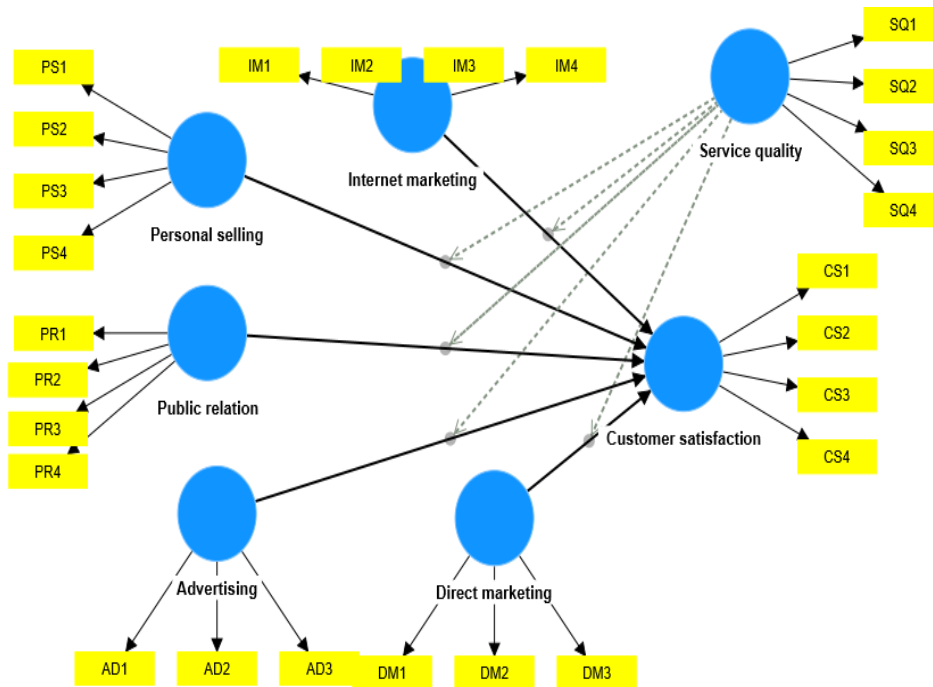 PS1
PS2
PS3
PS4
Personal selling
IM1
IM2
IM3
IM4
Internet marketing
SQ1
SQ2
SQ3
SQ4
Service quality
PR1
PR2
PR3
PR4
Public relation
CS1
CS2
CS3
CS4
Customer satisfaction
Advertising
AD1
AD2
AD3
Direct marketing
DM1
DM2
DM3